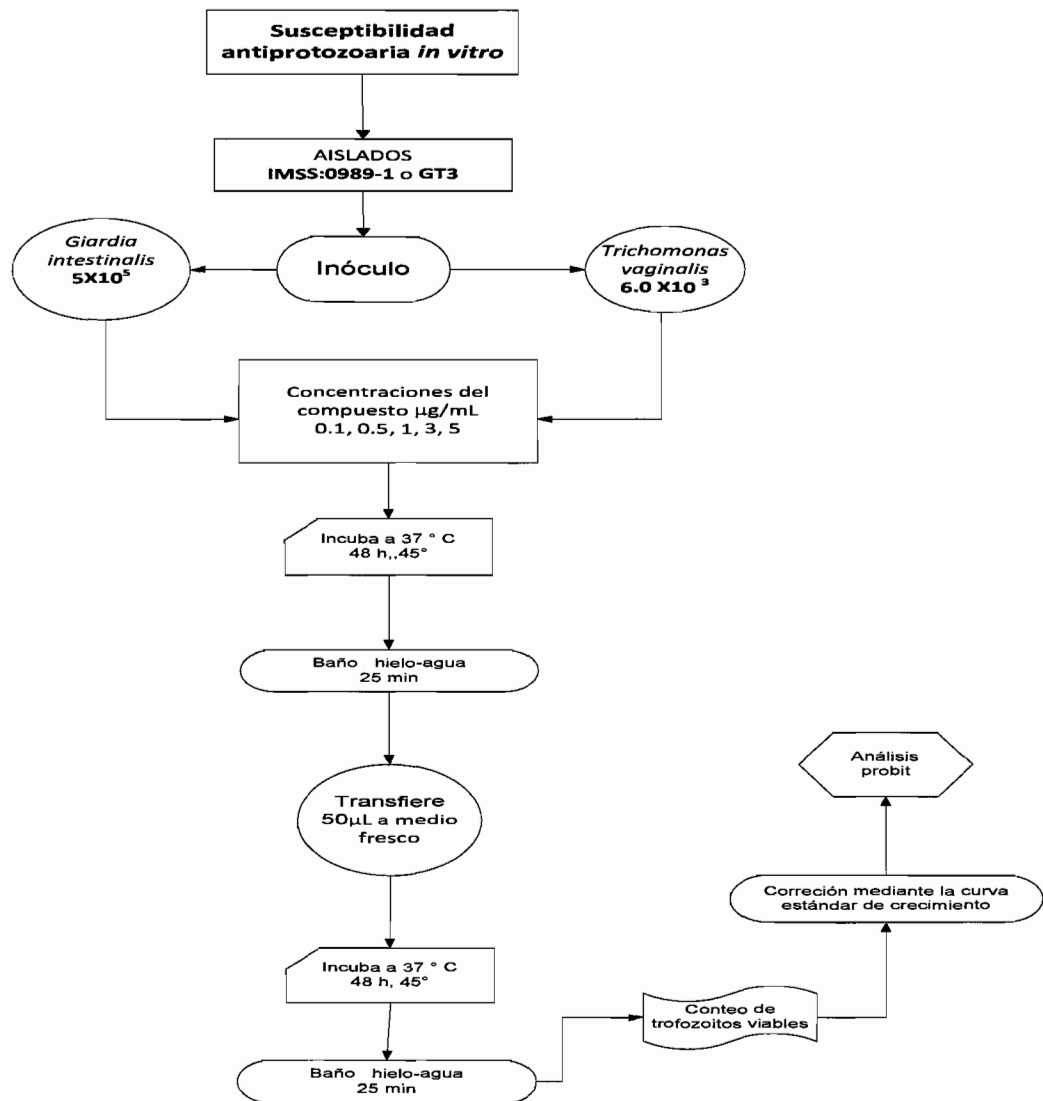 Susceptibilidad
antiprotozoaria in vitro
AISLADOS
IMSS:0989-1 o GT3
Giardia
intestinalis
5X10⁵
Inóculo
Trichomonas
vaginalis
6.0 X10 ³
Concentraciones del
compuesto µg/mL
0.1, 0.5, 1, 3, 5
Incuba a 37 ° C
48 h,,45°
Baño hielo-agua
25 min
Transfiere
50µL a medio
fresco
Incuba a 37 ° C
48 h, 45°
Baño hielo-agua
25 min
Conteo de
trofozoitos viables
Correción mediante la curva
estándar de crecimiento
Análisis
probit